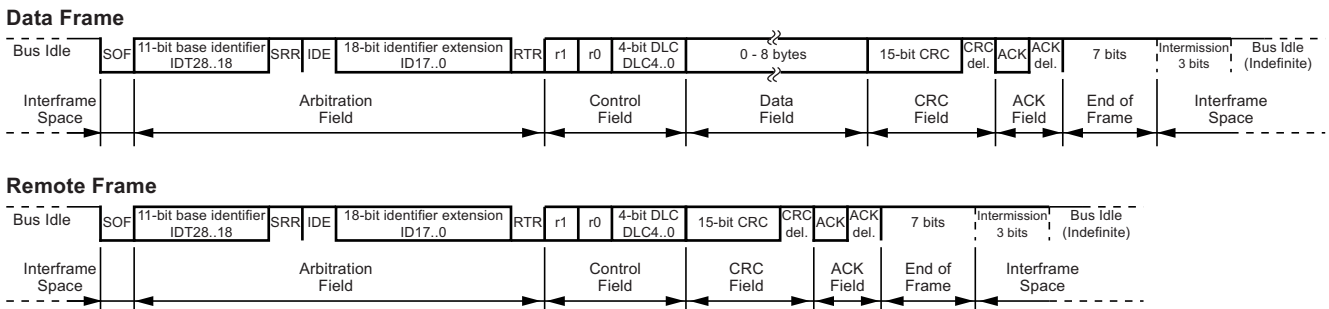 Data Frame
Bus Idle SOF 11-bit base identifier IDT28..18 SRR IDE 18-bit identifier extension ID17..0 RTR r1 r0 4-bit DLC DLC4..0 0 - 8 bytes 15-bit CRC CRC del. ACK ACK del. 7 bits Intermission 3 bits Bus Idle (Indefinite)
Interframe Space Arbitration Field Control Field Data Field CRC Field ACK Field End of Frame Interframe Space
Remote Frame
Bus Idle SOF 11-bit base identifier IDT28..18 SRR IDE 18-bit identifier extension ID17..0 RTR r1 r0 4-bit DLC DLC4..0 15-bit CRC CRC del. ACK ACK del. 7 bits Intermission 3 bits Bus Idle (Indefinite)
Interframe Space Arbitration Field Control Field CRC Field ACK Field End of Frame Interframe Space